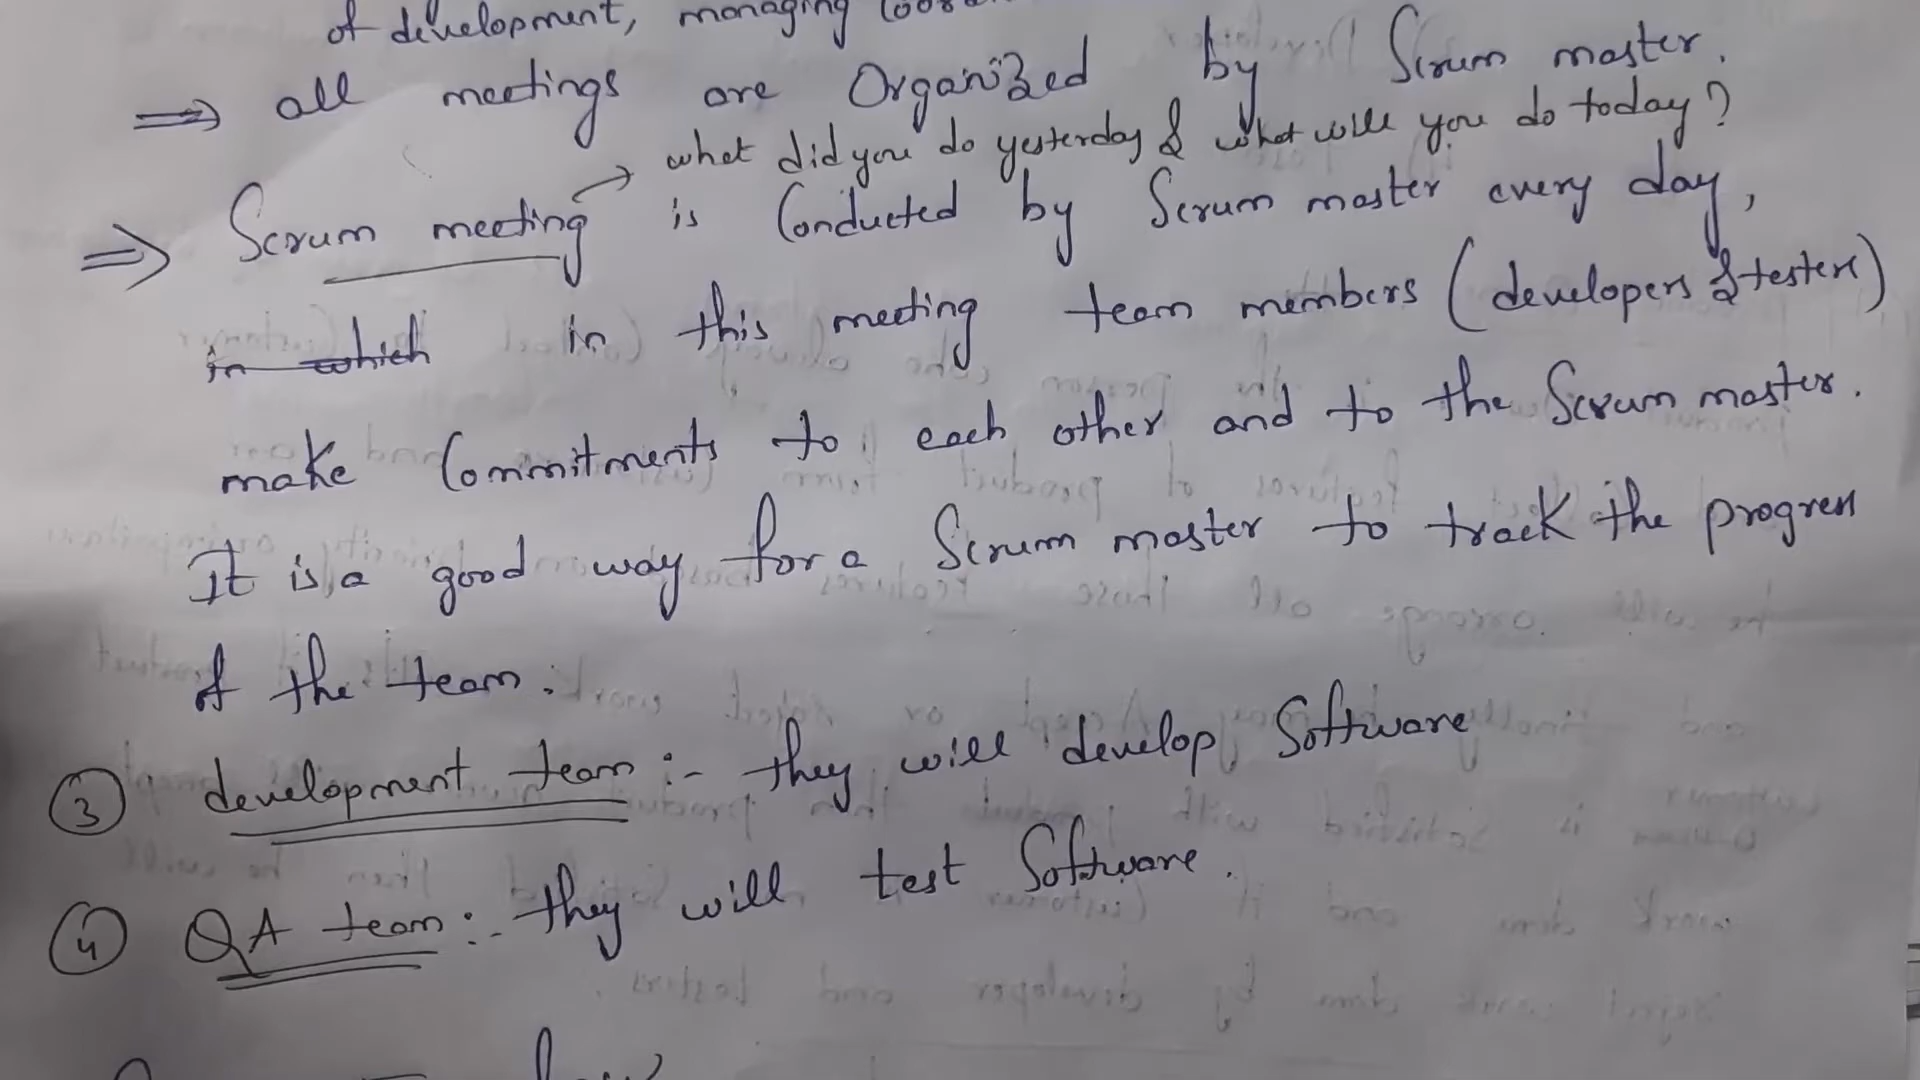 of development, managing
⇒ all meetings are Organized by Scrum master.
→ what did you do yesterday & what will you do today?
⇒ Scrum meeting is Conducted by Scrum master every day,
in which in this meeting team members (developers & testers)
make Commitments to each other and to the Scrum master.
It is a good way for a Scrum master to track the progress
of the team.
③ development team :- they will develop Software
④ QA team :- they will test Software.